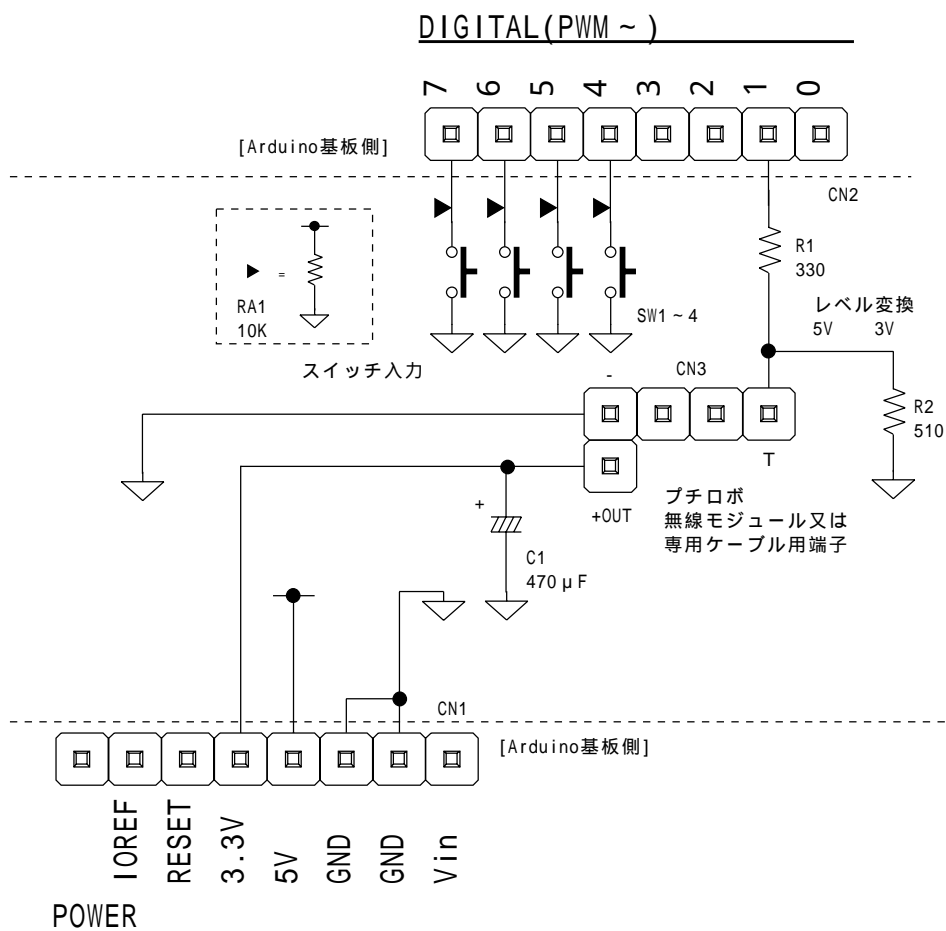 DIGITAL(PWM ~ )
7 6 5 4 3 2 1 0
[Arduino基板側]
CN2
RA1
10K
=
R1
330
SW1 ~ 4
レベル変換
5V 3V
スイッチ入力
-
CN3
R2
510
T
+OUT
プチロボ
無線モジュール又は
専用ケーブル用端子
+
C1
470μF
CN1
[Arduino基板側]
IOREF
RESET
3.3V
5V
GND
GND
Vin
POWER